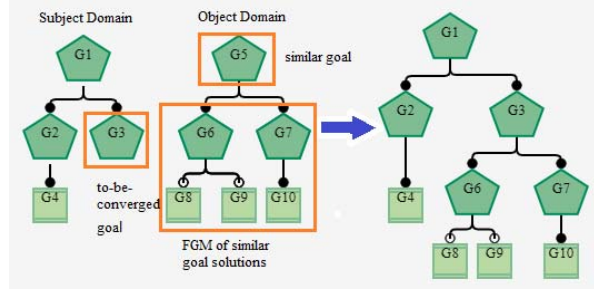 Subject Domain
Object Domain
G1
G5
similar goal
G2
G3
G6
G7
G4
to-be-
converged
goal
G8
G9
G10
FGM of similar
goal solutions
G1
G2
G3
G6
G7
G4
G8
G9
G10